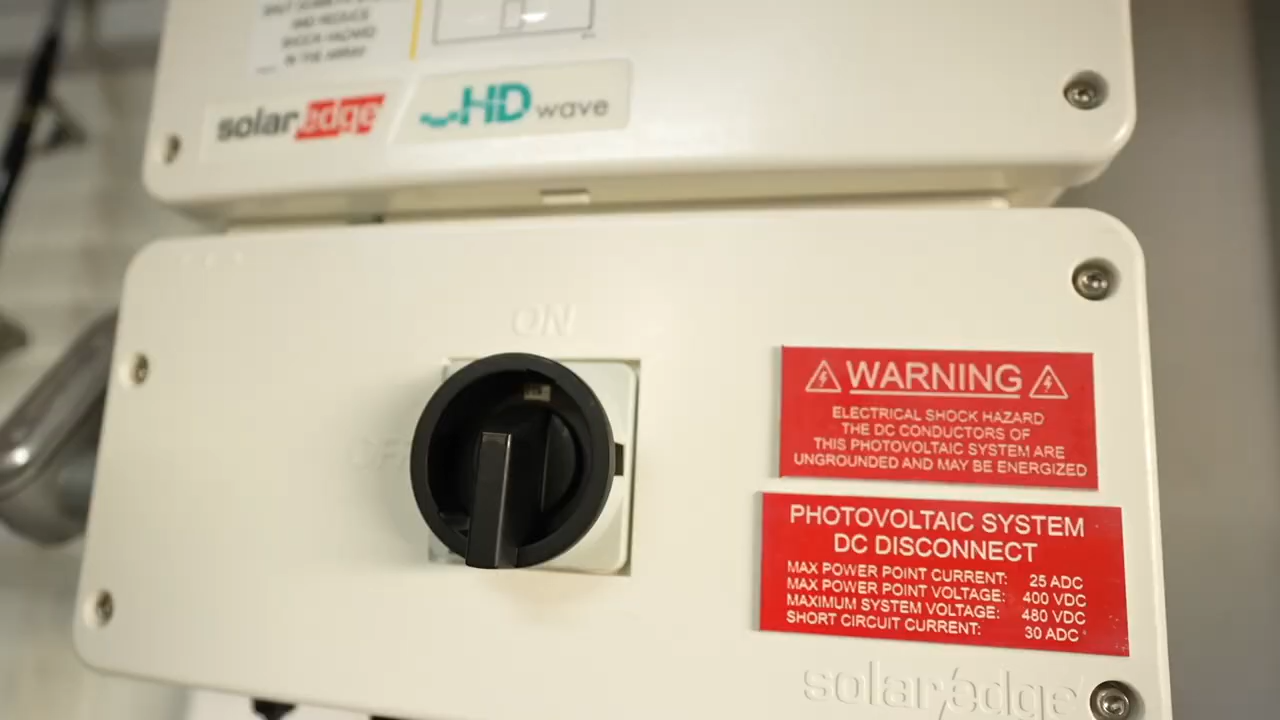 AND REDUCE
SHOCK HAZARD
IN THE ARRAY
solaredge
HD wave
ON
WARNING
ELECTRICAL SHOCK HAZARD
THE DC CONDUCTORS OF
THIS PHOTOVOLTAIC SYSTEM ARE
UNGROUNDED AND MAY BE ENERGIZED
PHOTOVOLTAIC SYSTEM
DC DISCONNECT
MAX POWER POINT CURRENT: 25 ADC
MAX POWER POINT VOLTAGE: 400 VDC
MAXIMUM SYSTEM VOLTAGE: 480 VDC
SHORT CIRCUIT CURRENT: 30 ADC
solaredge